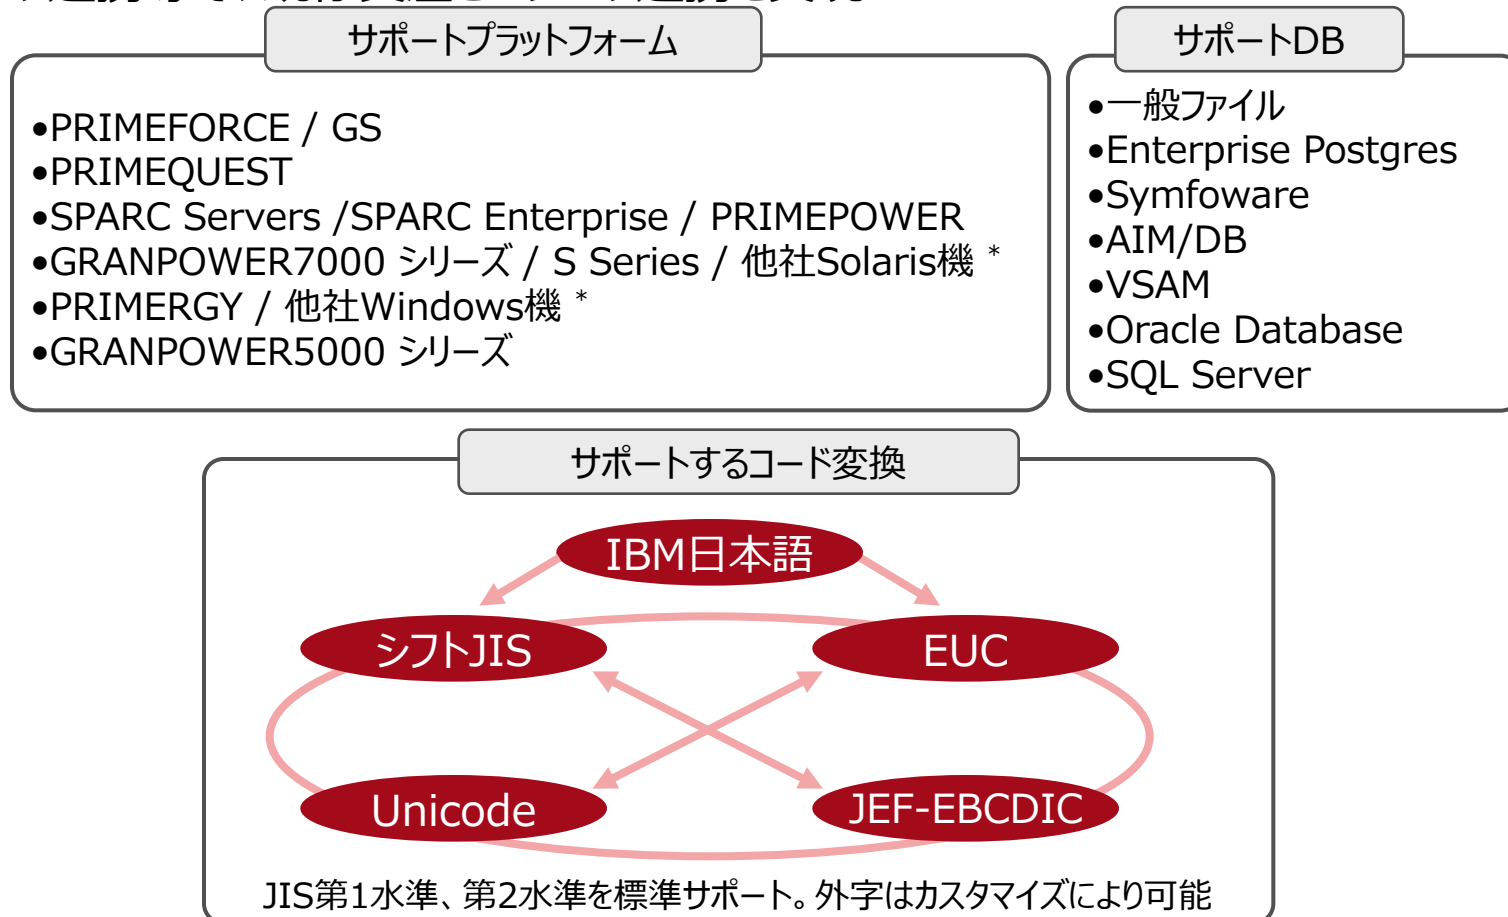 サポートプラットフォーム
•PRIMEFORCE / GS
•PRIMEQUEST
•SPARC Servers /SPARC Enterprise / PRIMEPOWER
•GRANPOWER7000 シリーズ / S Series / 他社Solaris機 *
•PRIMERGY / 他社Windows機 *
•GRANPOWER5000 シリーズ
サポートDB
•一般ファイル
•Enterprise Postgres
•Symfoware
•AIM/DB
•VSAM
•Oracle Database
•SQL Server
サポートするコード変換
IBM日本語
シフトJIS
EUC
Unicode
JEF-EBCDIC
JIS第1水準、第2水準を標準サポート。外字はカスタマイズにより可能